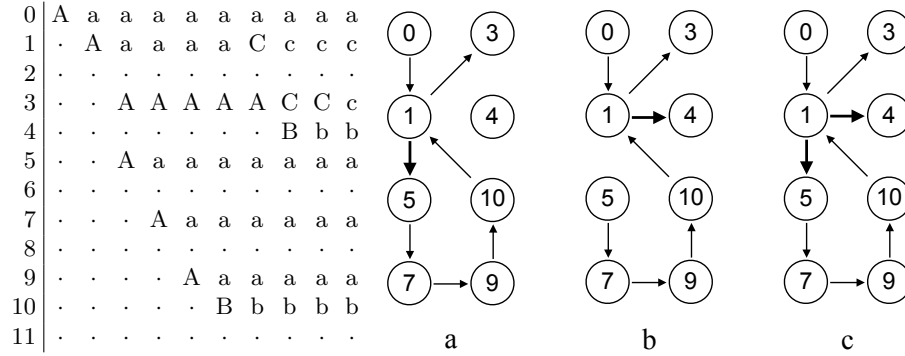 0 A a a a a a a a a a
1 · A a a a a C c c c
2 · · · · · · · · · ·
3 · · A A A A A C C c
4 · · · · · · · B b b
5 · · A a a a a a a a
6 · · · · · · · · · ·
7 · · · A a a a a a a
8 · · · · · · · · · ·
9 · · · · A a a a a a
10 · · · · · B b b b b
11 · · · · · · · · · ·
0 3
1 4
5 10
7 9
a
0 3
1 4
5 10
7 9
b
0 3
1 4
5 10
7 9
c